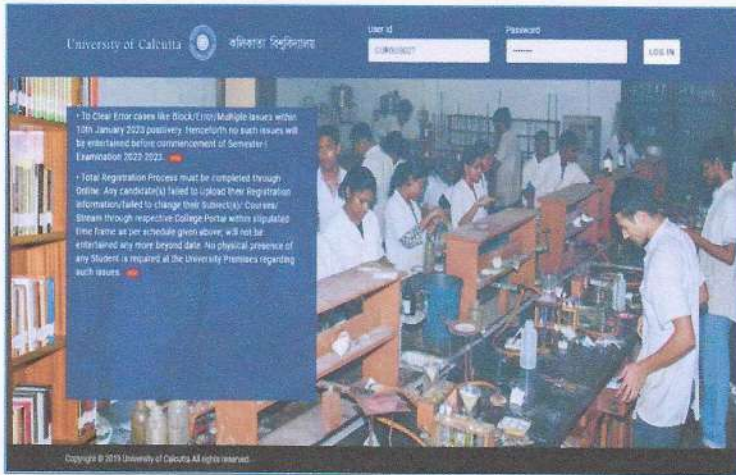 University of Calcutta
কলিকাতা বিশ্ববিদ্যালয়
User Id
Password
LOG IN
• To Clear Error cases like Block/Error/Multiple Issues within
10th January 2023 positively. Henceforth no such issues will
be entertained before commencement of Semester-I
Examination 2022-2023.
• Total Registration Process must be completed through
Online. Any candidate(s) failed to Upload their Registration
Information/failed to change their Subject(s)/ Courses/
Stream through respective College Portal within stipulated
time frame as per schedule given above, will not be
entertained any more beyond date. No physical presence of
any Student is required at the University Premises regarding
such issues.
Copyright © 2019 University of Calcutta All rights reserved.